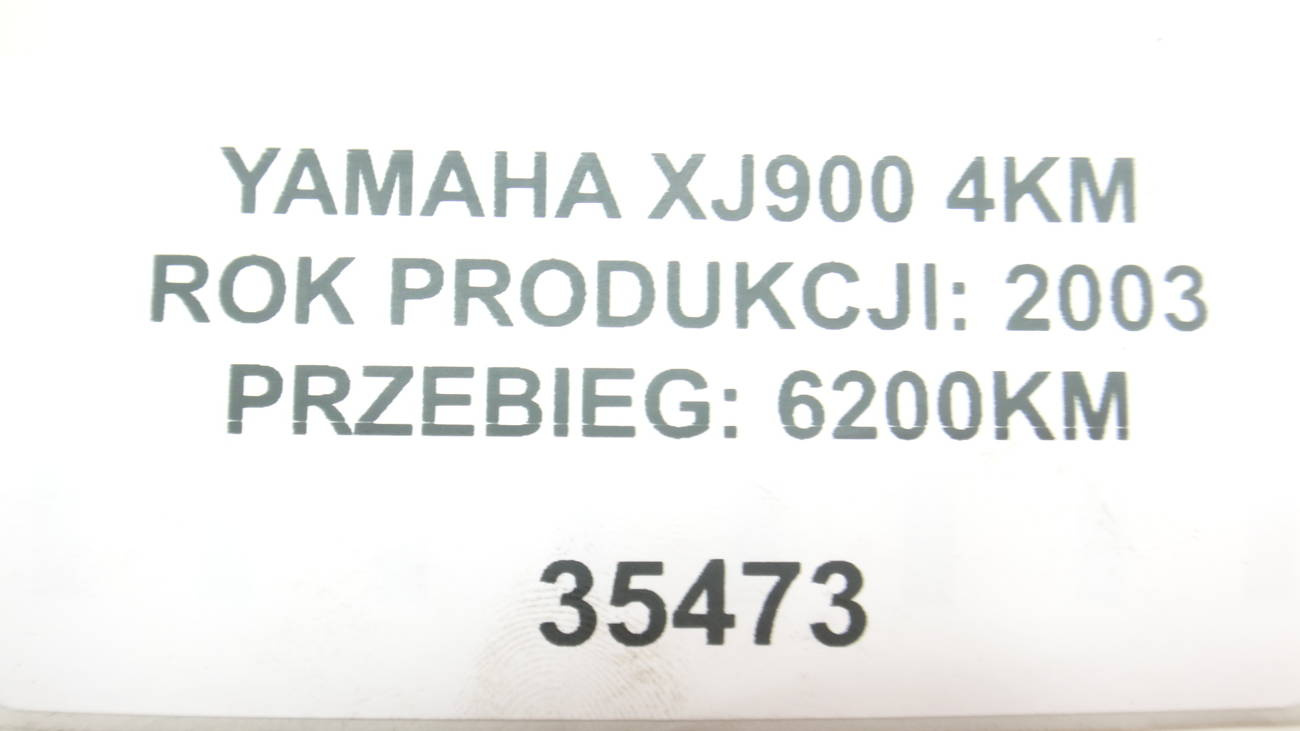 YAMAHA XJ900 4KM
ROK PRODUKCJI: 2003
PRZEBIEG: 6200KM
35473